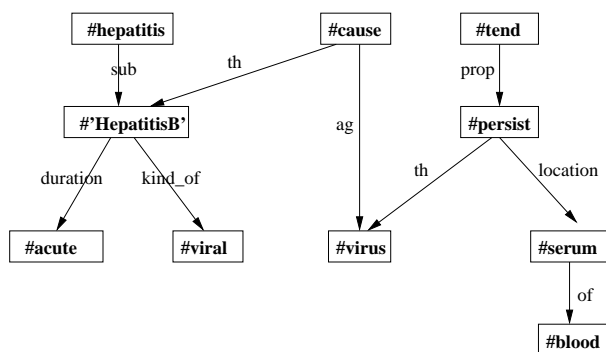 #hepatitis #cause #tend
sub th prop
#'HepatitisB' #persist
ag
duration kind_of th location
#acute #viral #virus #serum
of
#blood